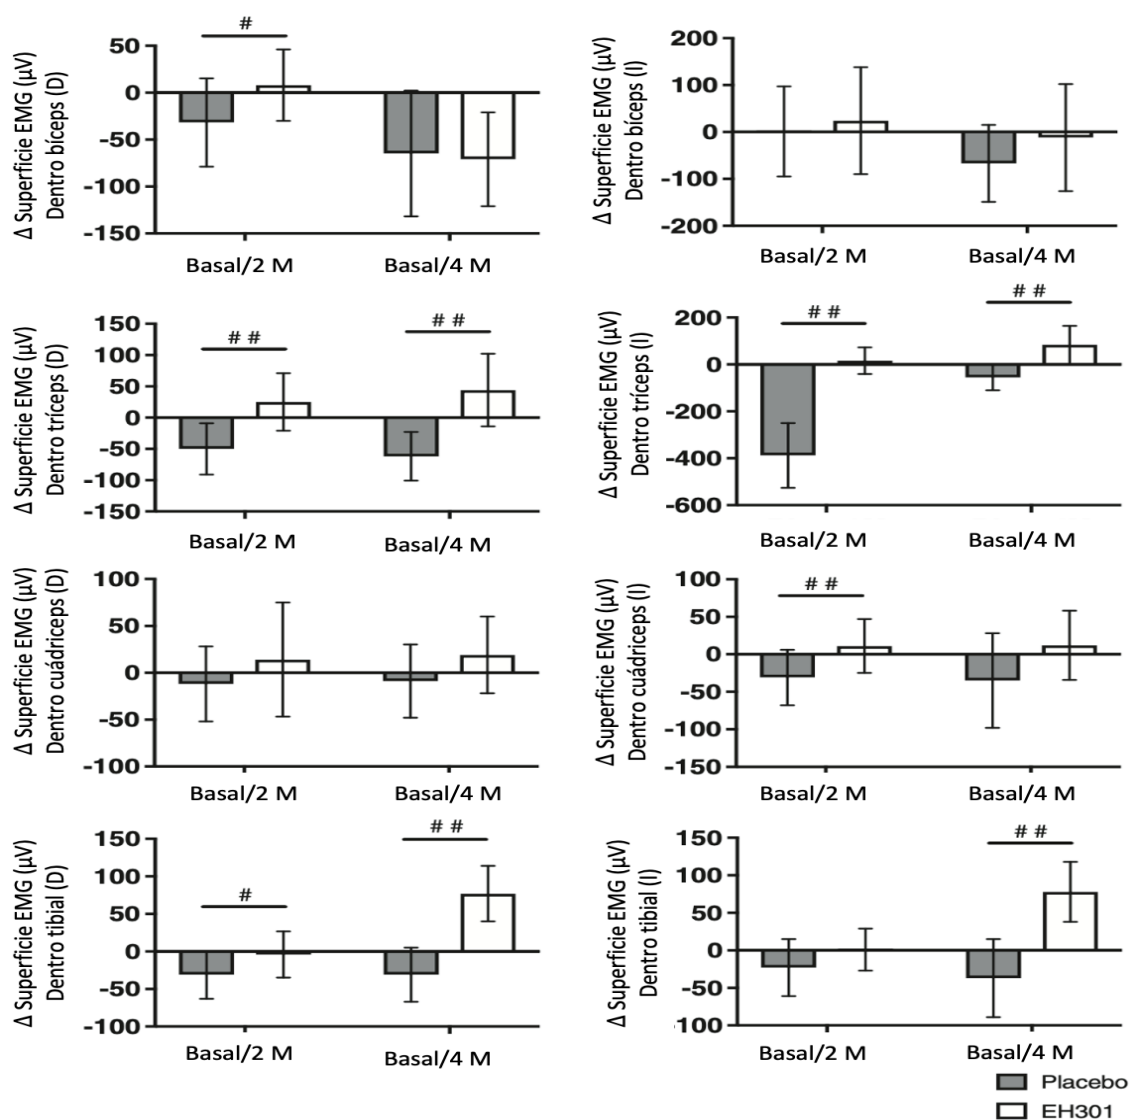 #
50
0
-50
-100
-150
Δ Superficie EMG (μV)
Dentro bíceps (D)
Basal/2 M
Basal/4 M
200
100
0
-100
-200
Δ Superficie EMG (μV)
Dentro bíceps (I)
Basal/2 M
Basal/4 M
# #
# #
150
100
50
0
-50
-100
-150
Δ Superficie EMG (μV)
Dentro tríceps (D)
Basal/2 M
Basal/4 M
# #
# #
200
0
-200
-400
-600
Δ Superficie EMG (μV)
Dentro tríceps (I)
Basal/2 M
Basal/4 M
100
50
0
-50
-100
Δ Superficie EMG (μV)
Dentro cuádriceps (D)
Basal/2 M
Basal/4 M
# #
100
50
0
-50
-100
-150
Δ Superficie EMG (μV)
Dentro cuádriceps (I)
Basal/2 M
Basal/4 M
#
# #
150
100
50
0
-50
-100
Δ Superficie EMG (μV)
Dentro tibial (D)
Basal/2 M
Basal/4 M
# #
150
100
50
0
-50
-100
Δ Superficie EMG (μV)
Dentro tibial (I)
Basal/2 M
Basal/4 M
Placebo
EH301